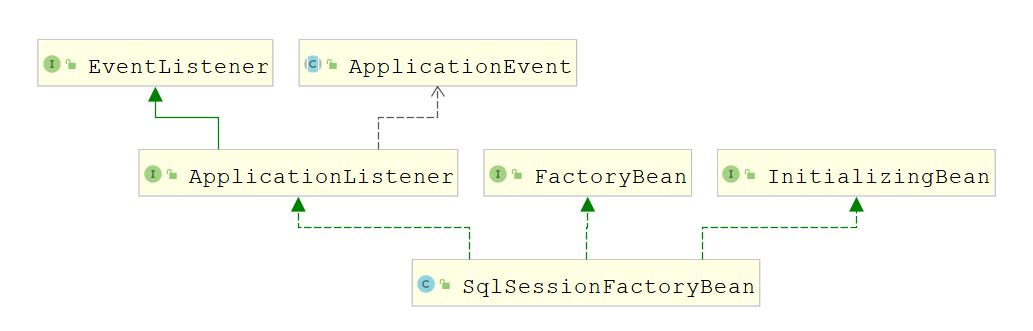 I EventListener
C ApplicationEvent
I ApplicationListener
I FactoryBean
I InitializingBean
C SqlSessionFactoryBean